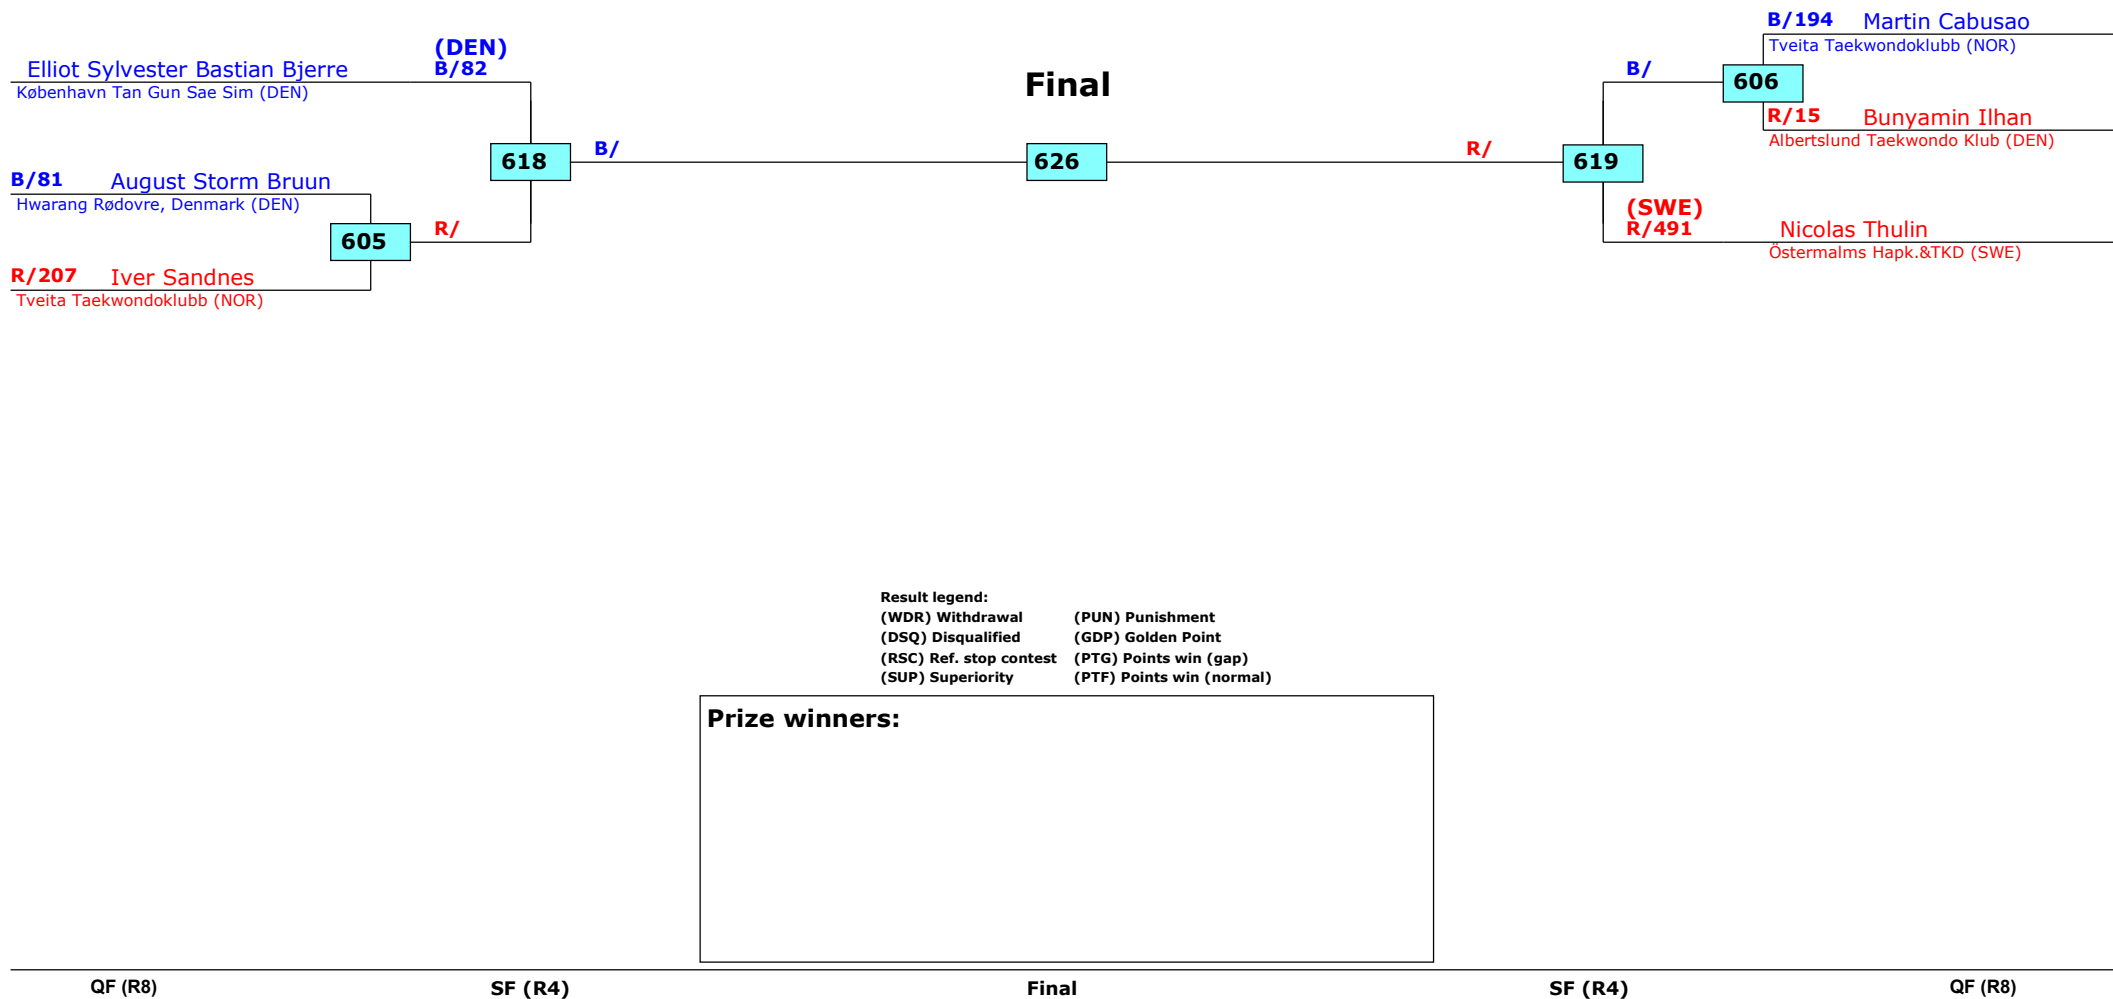 (DEN)
Elliot Sylvester Bastian Bjerre B/82
København Tan Gun Sae Sim (DEN)
B/81 August Storm Bruun
Hwarang Rødovre, Denmark (DEN)
618 B/
605 R/
R/207 Iver Sandnes
Tveita Taekwondoklubb (NOR)
Final
626
B/194 Martin Cabusao
Tveita Taekwondoklubb (NOR)
B/ 606
R/15 Bunyamin Ilhan
Albertslund Taekwondo Klub (DEN)
R/ 619
(SWE)
R/491 Nicolas Thulin
Östermalms Hapk.&TKD (SWE)
Result legend:
(WDR) Withdrawal (PUN) Punishment
(DSQ) Disqualified (GDP) Golden Point
(RSC) Ref. stop contest (PTG) Points win (gap)
(SUP) Superiority (PTF) Points win (normal)
Prize winners:
QF (R8) SF (R4) Final SF (R4) QF (R8)